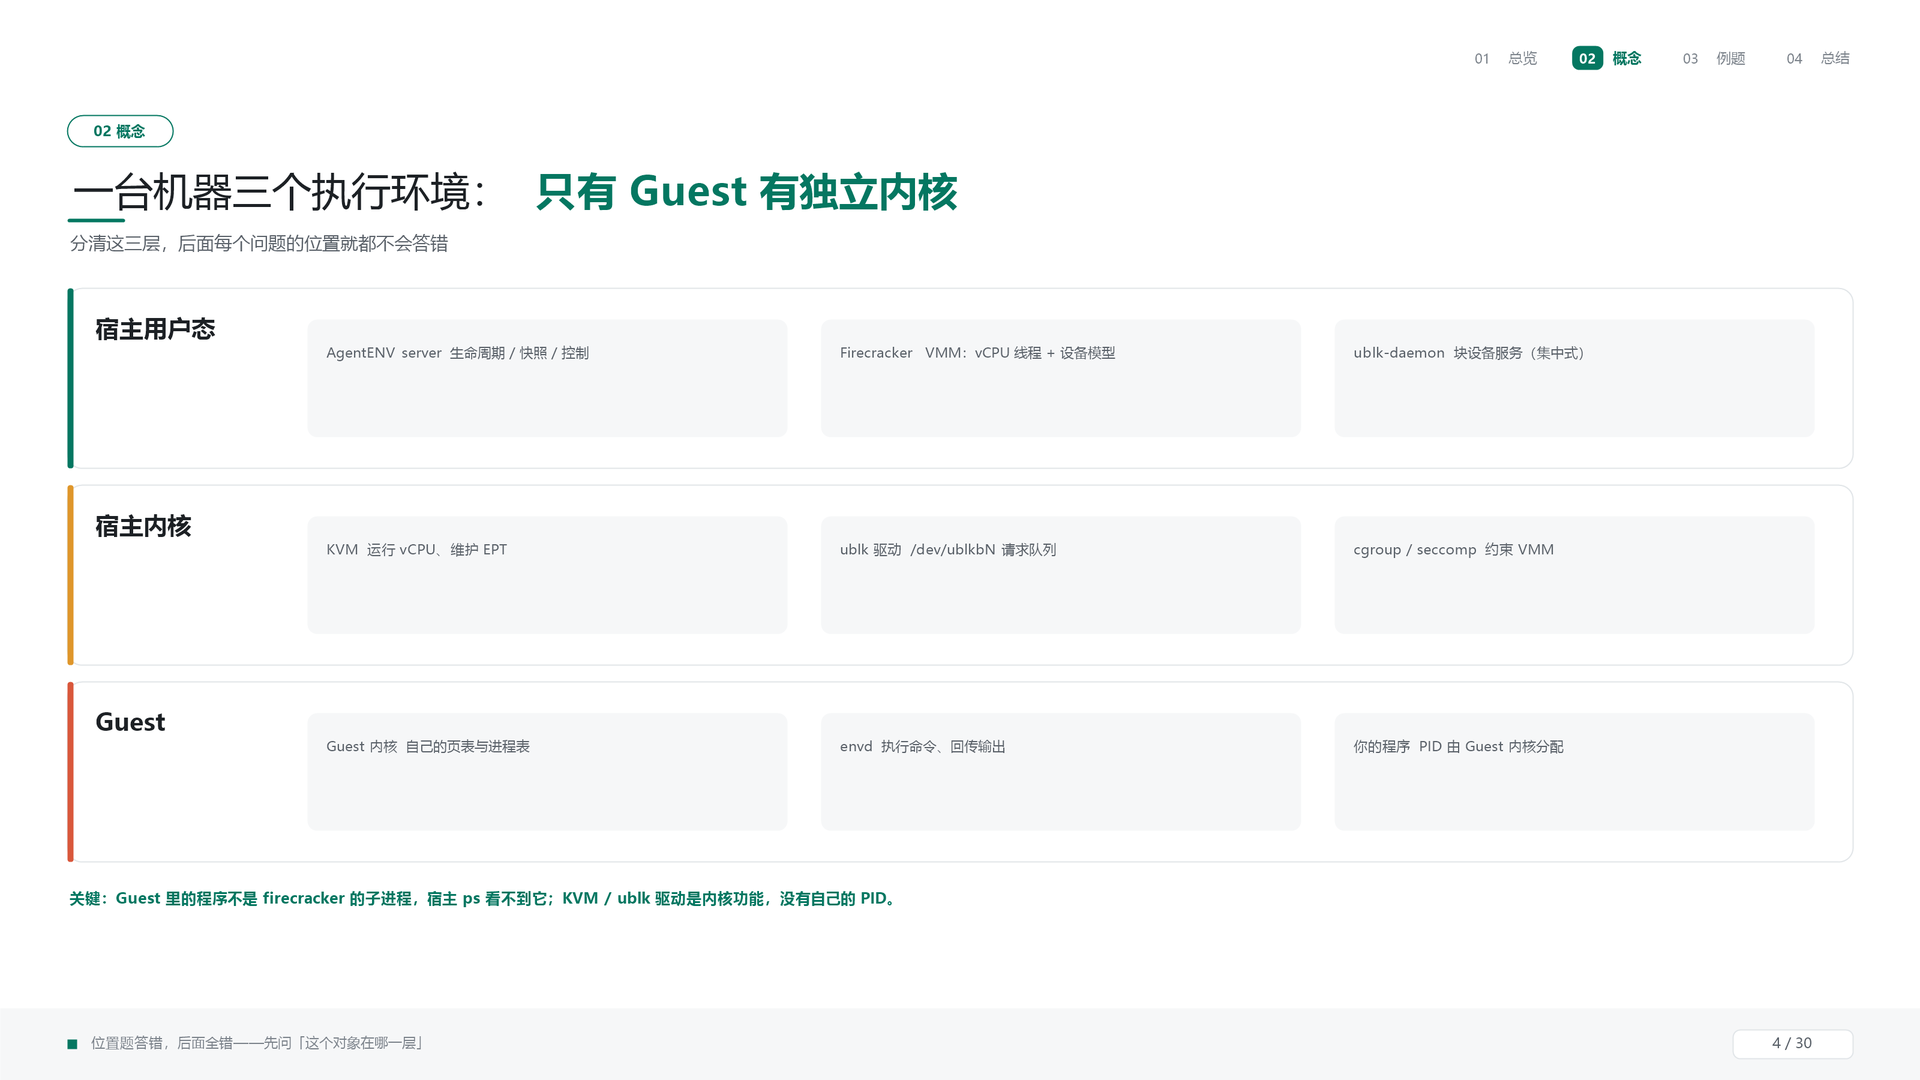 01 总览 02 概念 03 例题 04 总结
02 概念
一台机器三个执行环境： 只有 Guest 有独立内核
分清这三层，后面每个问题的位置就都不会答错
宿主用户态
AgentENV server 生命周期 / 快照 / 控制
Firecracker VMM：vCPU 线程 + 设备模型
ublk-daemon 块设备服务（集中式）
宿主内核
KVM 运行 vCPU、维护 EPT
ublk 驱动 /dev/ublkbN 请求队列
cgroup / seccomp 约束 VMM
Guest
Guest 内核 自己的页表与进程表
envd 执行命令、回传输出
你的程序 PID 由 Guest 内核分配
关键：Guest 里的程序不是 firecracker 的子进程，宿主 ps 看不到它；KVM / ublk 驱动是内核功能，没有自己的 PID。
位置题答错，后面全错——先问「这个对象在哪一层」
4 / 30